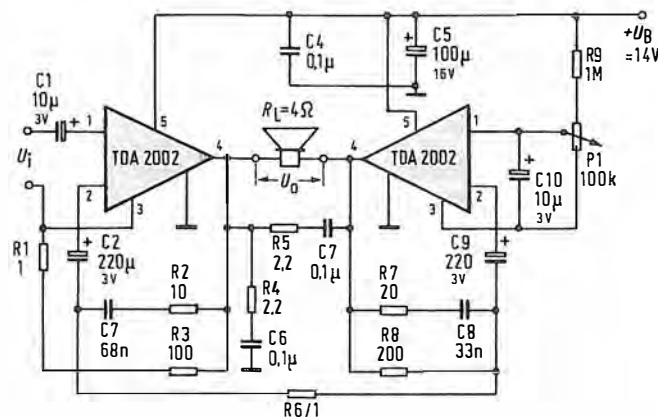 +U_B
=14V
C4
0,1µ
C5
100µ
16V
R9
1M
C1
10µ
3V
+
1
5
TDA 2002
4
R_L=4Ω
U_o
4
5
TDA 2002
1
P1
100k
U_i
2
3
3
2
C10
10µ
3V
+
R1
1
C2
220µ
3V
+
R5
2,2
C7
0,1µ
C9
220
3V
+
R2
10
R4
2,2
R7
20
C7
68n
R3
100
C6
0,1µ
R8
200
C8
33n
R6/1